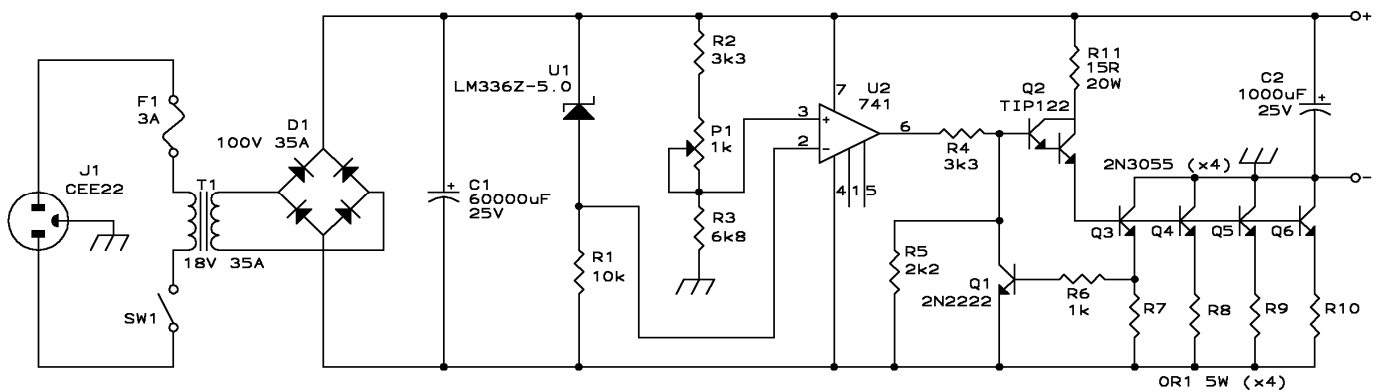 J1
CEE22
F1
3A
SW1
T1
18V 35A
D1
100V 35A
C1
60000uF
25V
U1
LM336Z-5.0
R1
10k
R2
3k3
P1
1k
R3
6k8
U2
741
7
3
+
2
-
6
4
1
5
R4
3k3
R5
2k2
Q1
2N2222
R6
1k
Q2
TIP122
R11
15R
20W
C2
1000uF
25V
+
-
2N3055 (x4)
Q3
Q4
Q5
Q6
R7
R8
R9
R10
0R1 5W (x4)